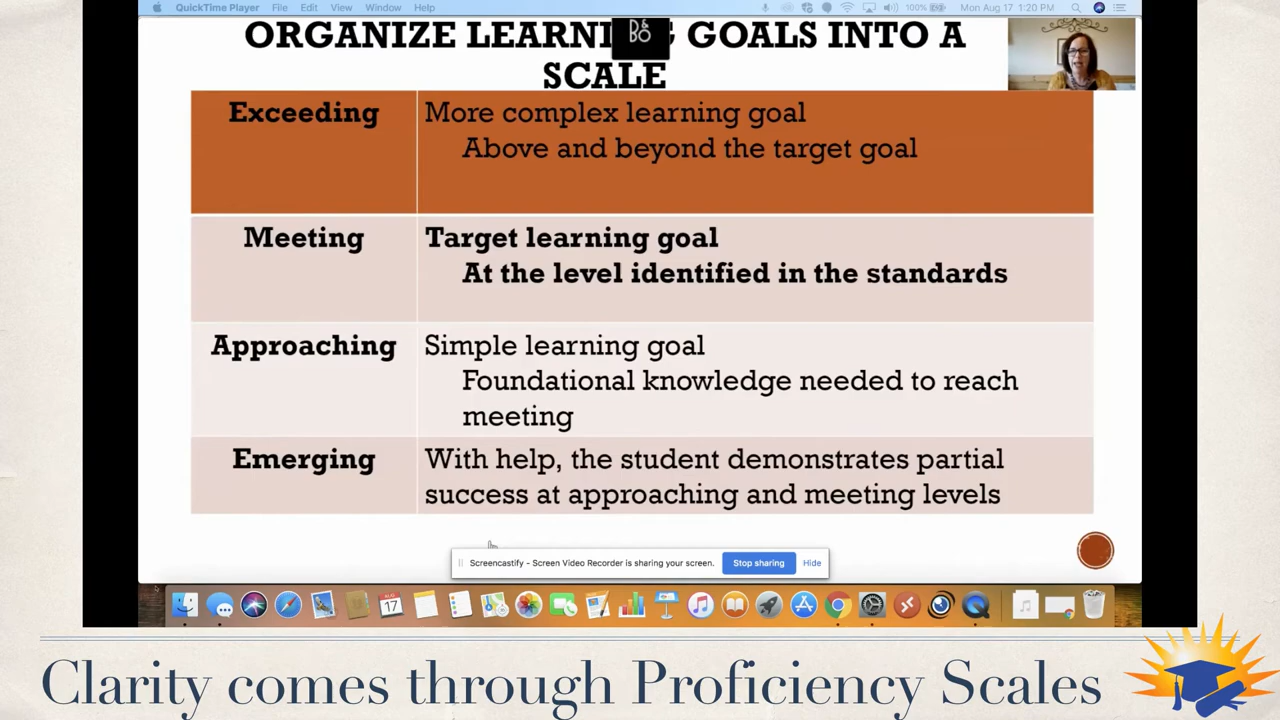 QuickTime Player File Edit View Window Help 100% Mon Aug 17 1:20 PM
ORGANIZE LEARNI G GOALS INTO A
SCALE
B&
BO
Exceeding
More complex learning goal
Above and beyond the target goal
Meeting
Target learning goal
At the level identified in the standards
Approaching
Simple learning goal
Foundational knowledge needed to reach
meeting
Emerging
With help, the student demonstrates partial
success at approaching and meeting levels
Screencastify - Screen Video Recorder is sharing your screen. Stop sharing Hide
AUG
17
Clarity comes through Proficiency Scales